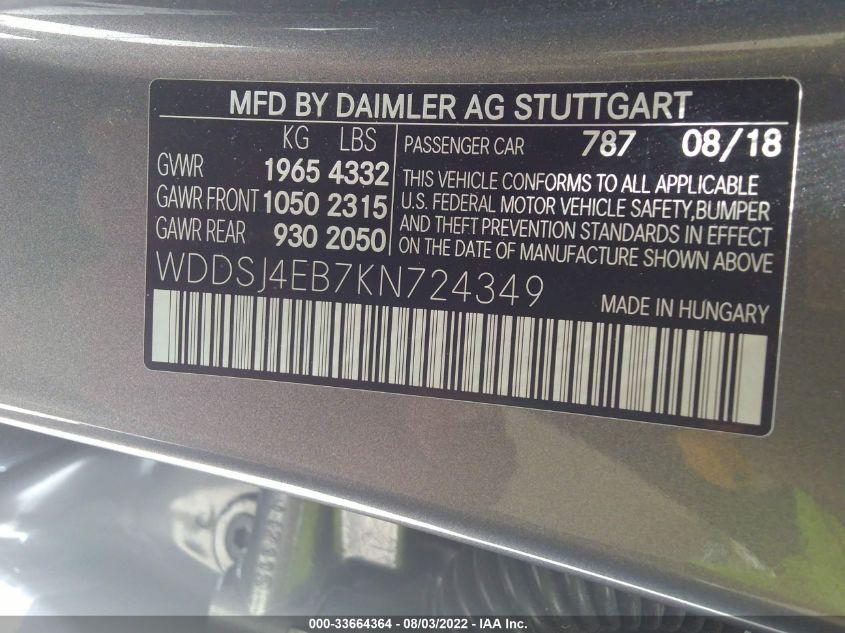 MFD BY DAIMLER AG STUTTGART
KG LBS
GVWR 1965 4332
GAWR FRONT 1050 2315
GAWR REAR 930 2050
PASSENGER CAR 787 08/18
THIS VEHICLE CONFORMS TO ALL APPLICABLE
U.S. FEDERAL MOTOR VEHICLE SAFETY,BUMPER
AND THEFT PREVENTION STANDARDS IN EFFECT
ON THE DATE OF MANUFACTURE SHOWN ABOVE
WDDSJ4EB7KN724349
MADE IN HUNGARY
000-33664364 - 08/03/2022 - IAA Inc.